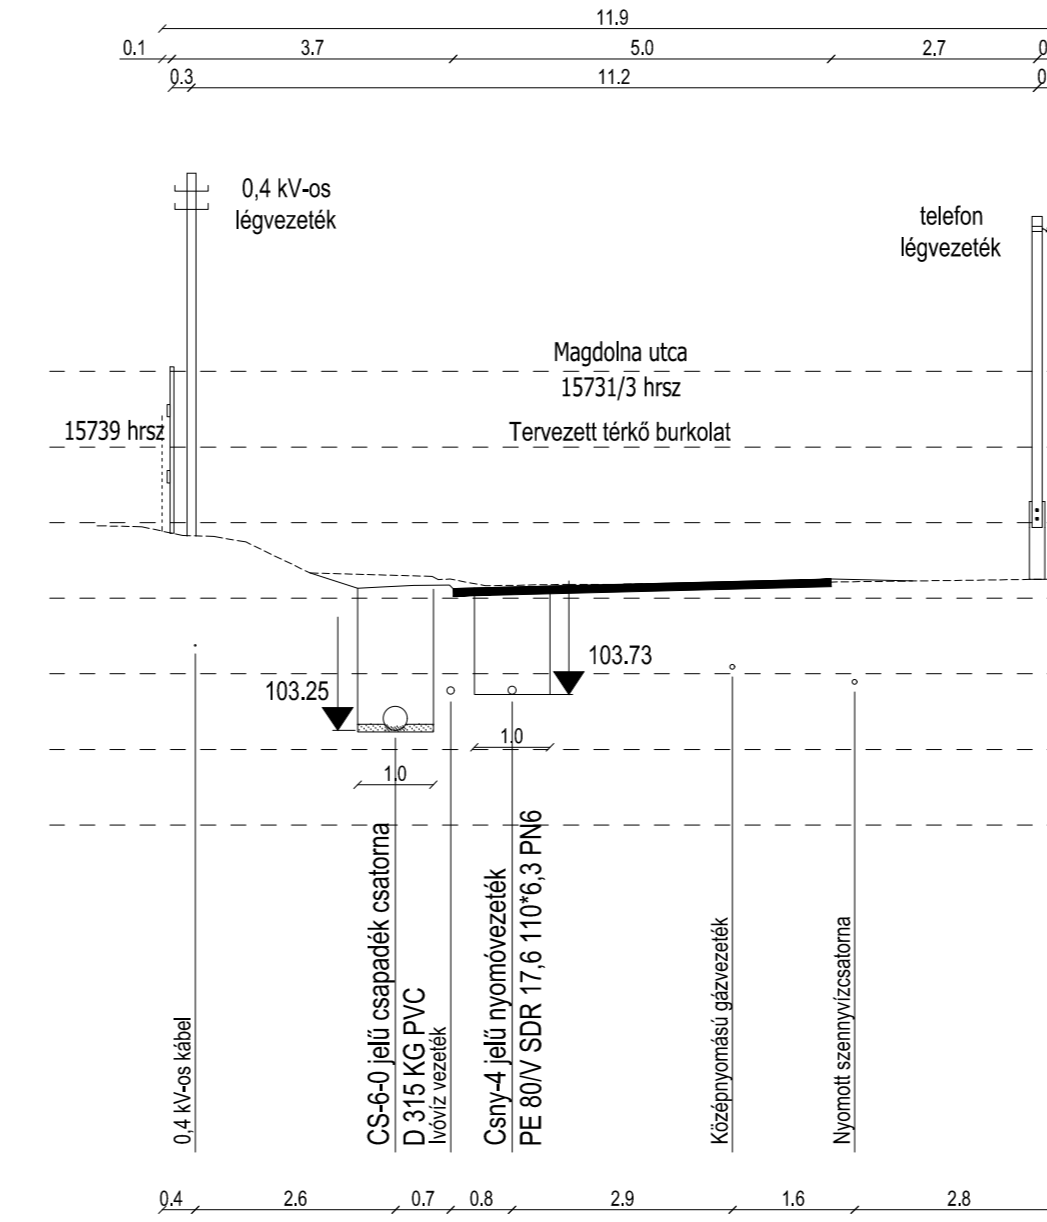 11.9
0.1 3.7 5.0 2.7 0
0.3 11.2 0
0,4 kV-os
légvezeték
telefon
légvezeték
Magdolna utca
15731/3 hrsz
15739 hrsz
Tervezett térkő burkolat
103.73
103.25
1.0
1.0
0,4 kV-os kábel
CS-6-0 jelű csapadék csatorna
D 315 KG PVC
Ivóvíz vezeték
Csny-4 jelű nyomóvezeték
PE 80/V SDR 17,6 110*6,3 PN6
Középnyomású gázvezeték
Nyomott szennyvízcsatorna
0.4 2.6 0.7 0.8 2.9 1.6 2.8